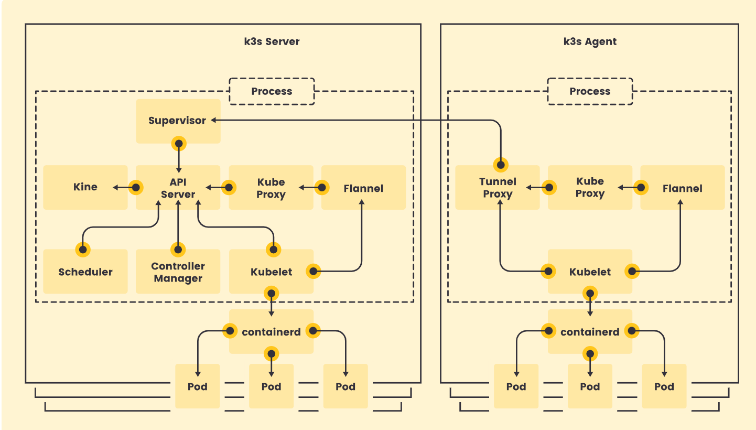 k3s Server
k3s Agent
Process
Process
Supervisor
Kine
API
Server
Kube
Proxy
Flannel
Tunnel
Proxy
Kube
Proxy
Flannel
Scheduler
Controller
Manager
Kubelet
Kubelet
containerd
containerd
Pod
Pod
Pod
Pod
Pod
Pod